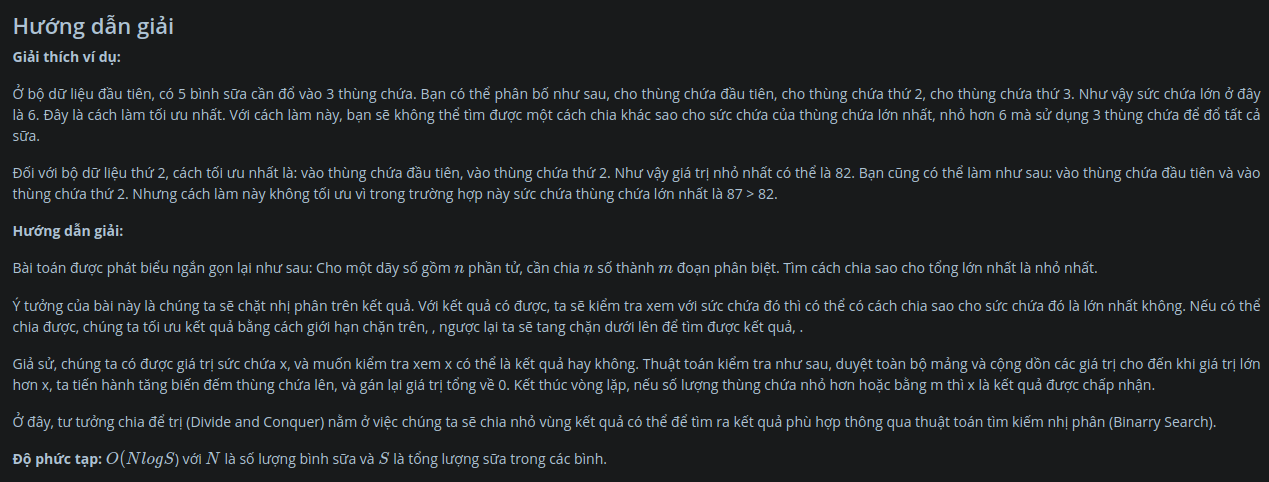 Hướng dẫn giải
Giải thích ví dụ:
Ở bộ dữ liệu đầu tiên, có 5 bình sữa cần đổ vào 3 thùng chứa. Bạn có thể phân bố như sau, cho thùng chứa đầu tiên, cho thùng chứa thứ 2, cho thùng chứa thứ 3. Như vậy sức chứa lớn ở đây
là 6. Đây là cách làm tối ưu nhất. Với cách làm này, bạn sẽ không thể tìm được một cách chia khác sao cho sức chứa của thùng chứa lớn nhất, nhỏ hơn 6 mà sử dụng 3 thùng chứa để đổ tất cả
sữa.
Đối với bộ dữ liệu thứ 2, cách tối ưu nhất là: vào thùng chứa đầu tiên, vào thùng chứa thứ 2. Như vậy giá trị nhỏ nhất có thể là 82. Bạn cũng có thể làm như sau: vào thùng chứa đầu tiên và vào
thùng chứa thứ 2. Nhưng cách làm này không tối ưu vì trong trường hợp này sức chứa thùng chứa lớn nhất là 87 > 82.
Hướng dẫn giải:
Bài toán được phát biểu ngắn gọn lại như sau: Cho một dãy số gồm n phần tử, cần chia n số thành m đoạn phân biệt. Tìm cách chia sao cho tổng lớn nhất là nhỏ nhất.
Ý tưởng của bài này là chúng ta sẽ chặt nhị phân trên kết quả. Với kết quả có được, ta sẽ kiểm tra xem với sức chứa đó thì có thể có cách chia sao cho sức chứa đó là lớn nhất không. Nếu có thể
chia được, chúng ta tối ưu kết quả bằng cách giới hạn chặn trên, , ngược lại ta sẽ tang chặn dưới lên để tìm được kết quả, .
Giả sử, chúng ta có được giá trị sức chứa x, và muốn kiểm tra xem x có thể là kết quả hay không. Thuật toán kiểm tra như sau, duyệt toàn bộ mảng và cộng dồn các giá trị cho đến khi giá trị lớn
hơn x, ta tiến hành tăng biến đếm thùng chứa lên, và gán lại giá trị tổng về 0. Kết thúc vòng lặp, nếu số lượng thùng chứa nhỏ hơn hoặc bằng m thì x là kết quả được chấp nhận.
Ở đây, tư tưởng chia để trị (Divide and Conquer) nằm ở việc chúng ta sẽ chia nhỏ vùng kết quả có thể để tìm ra kết quả phù hợp thông qua thuật toán tìm kiếm nhị phân (Binarry Search).
Độ phức tạp: O(NlogS) với N là số lượng bình sữa và S là tổng lượng sữa trong các bình.